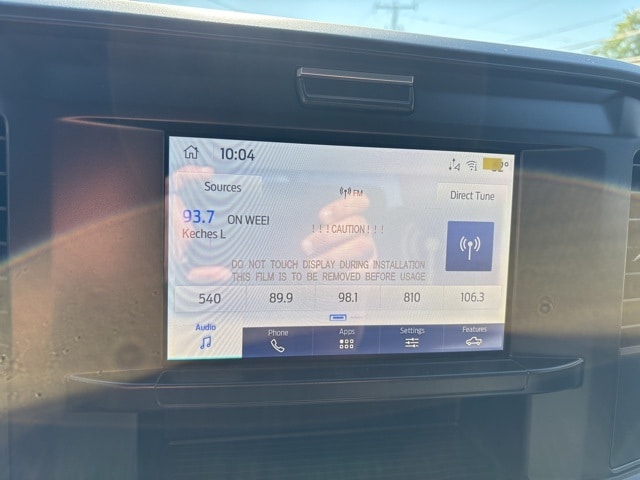 10:04
Sources
FM
Direct Tune
93.7 ON WEEI
Keches L
! ! ! CAUTION ! ! !
DO NOT TOUCH DISPLAY DURING INSTALLATION
THIS FILM IS TO BE REMOVED BEFORE USAGE
540 89.9 98.1 810 106.3
Audio Phone Apps Settings Features